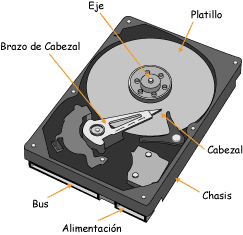 Eje
Platillo
Brazo de Cabezal
Cabezal
Chasis
Bus
Alimentación